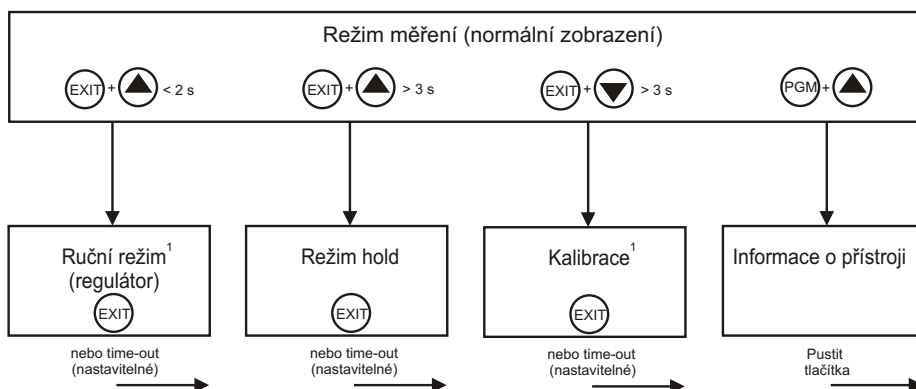 Režim měření (normální zobrazení)
EXIT + < 2 s
EXIT + > 3 s
EXIT + > 3 s
PGM +
Ruční režim¹
(regulátor)
EXIT
Režim hold
EXIT
Kalibrace¹
EXIT
Informace o přístroji
nebo time-out
(nastavitelné)
nebo time-out
(nastavitelné)
nebo time-out
(nastavitelné)
Pustit
tlačítka